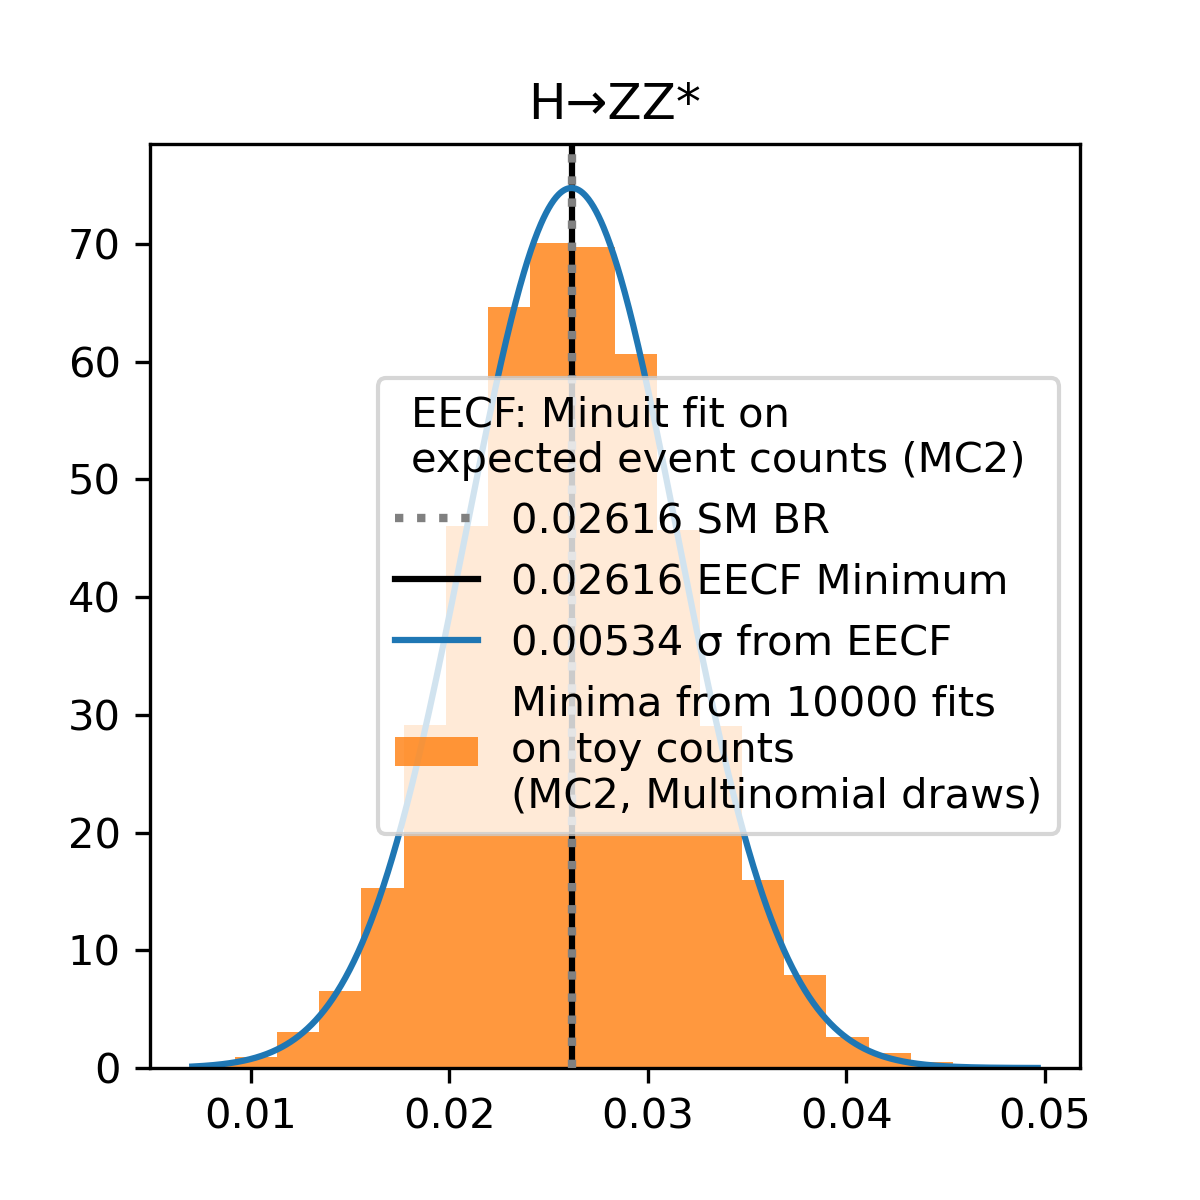 H→ZZ*
70
60
50
40
30
20
10
0
EECF: Minuit fit on
expected event counts (MC2)
0.02616 SM BR
0.02616 EECF Minimum
0.00534 σ from EECF
Minima from 10000 fits
on toy counts
(MC2, Multinomial draws)
0.01 0.02 0.03 0.04 0.05